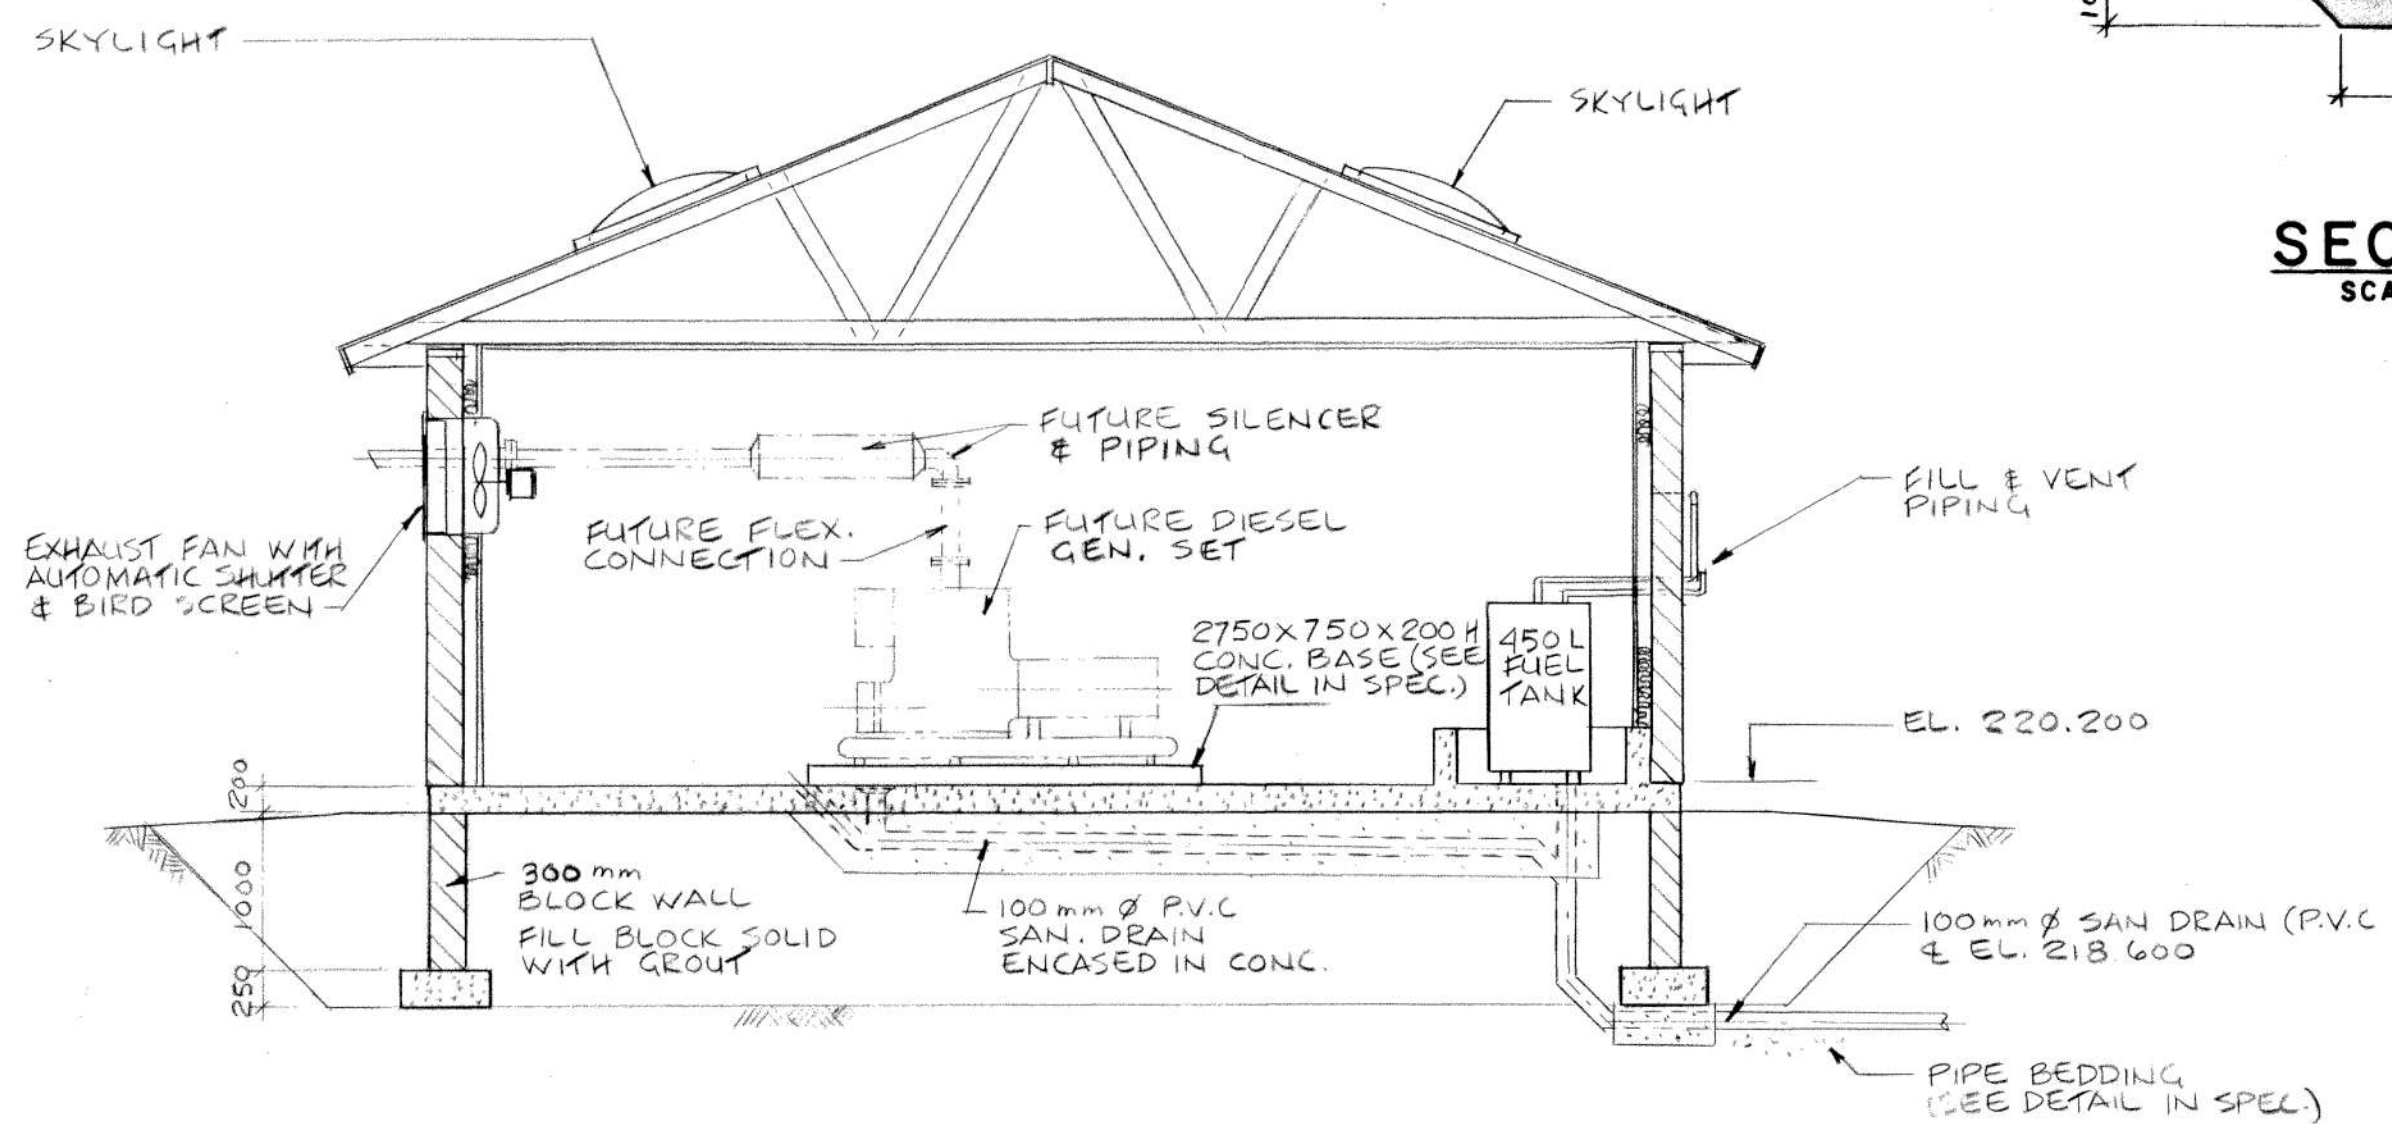 SKYLIGHT
SKYLIGHT
SEC
SCA
FUTURE SILENCER
& PIPING
FILL & VENT
PIPING
EXHAUST FAN WITH
AUTOMATIC SHUTTER
& BIRD SCREEN
FUTURE FLEX.
CONNECTION
FUTURE DIESEL
GEN. SET
2750 x 750 x 200 H
CONC. BASE (SEE
DETAIL IN SPEC.)
450 L
FUEL
TANK
EL. 220.200
200
1000
250
300 mm
BLOCK WALL
FILL BLOCK SOLID
WITH GROUT
100 mm Ø P.V.C
SAN. DRAIN
ENCASED IN CONC.
100 mm Ø SAN DRAIN (P.V.C
℄ EL. 218.600
PIPE BEDDING
(SEE DETAIL IN SPEC.)